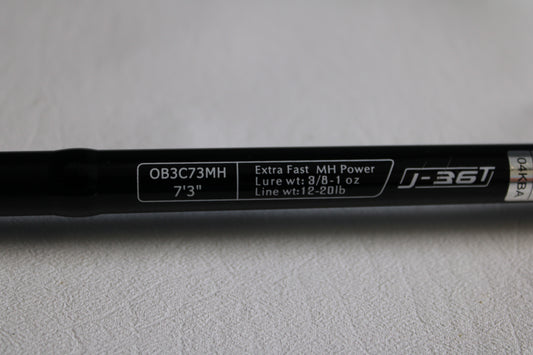 OB3C73MH
7'3"
Extra Fast MH Power
Lure wt: 3/8-1 oz
Line wt:12-20lb
J-36T
04KBA